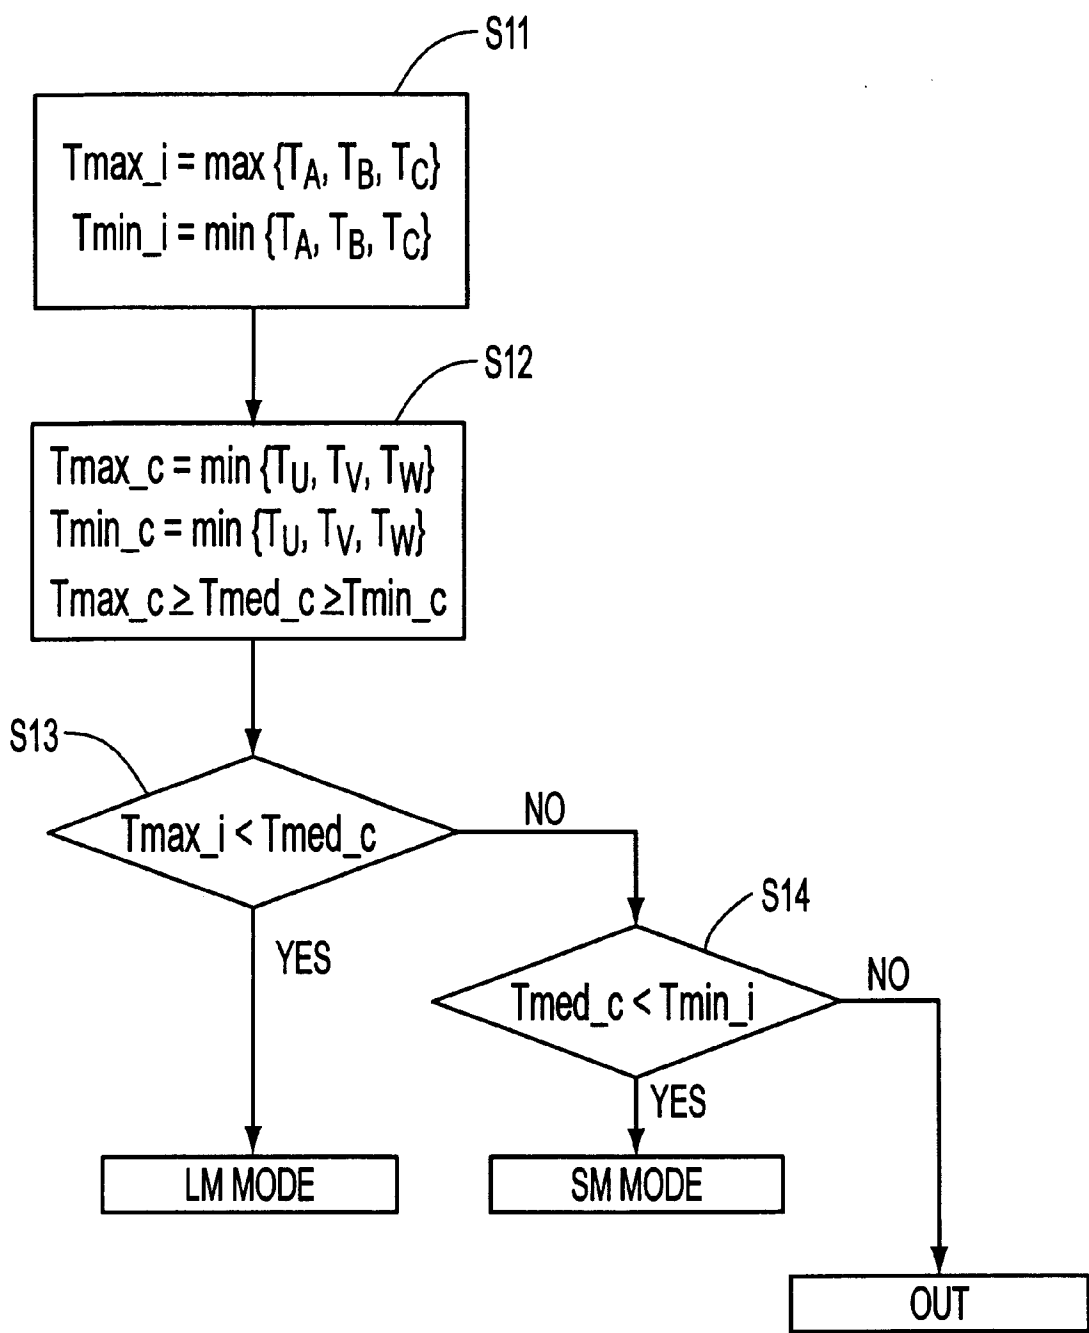 S11
Tmax_i = max {TA, TB, TC}
Tmin_i = min {TA, TB, TC}
S12
Tmax_c = min {TU, TV, TW}
Tmin_c = min {TU, TV, TW}
Tmax_c ≥ Tmed_c ≥ Tmin_c
S13
Tmax_i < Tmed_c
NO
YES
S14
Tmed_c < Tmin_i
NO
YES
LM MODE
SM MODE
OUT